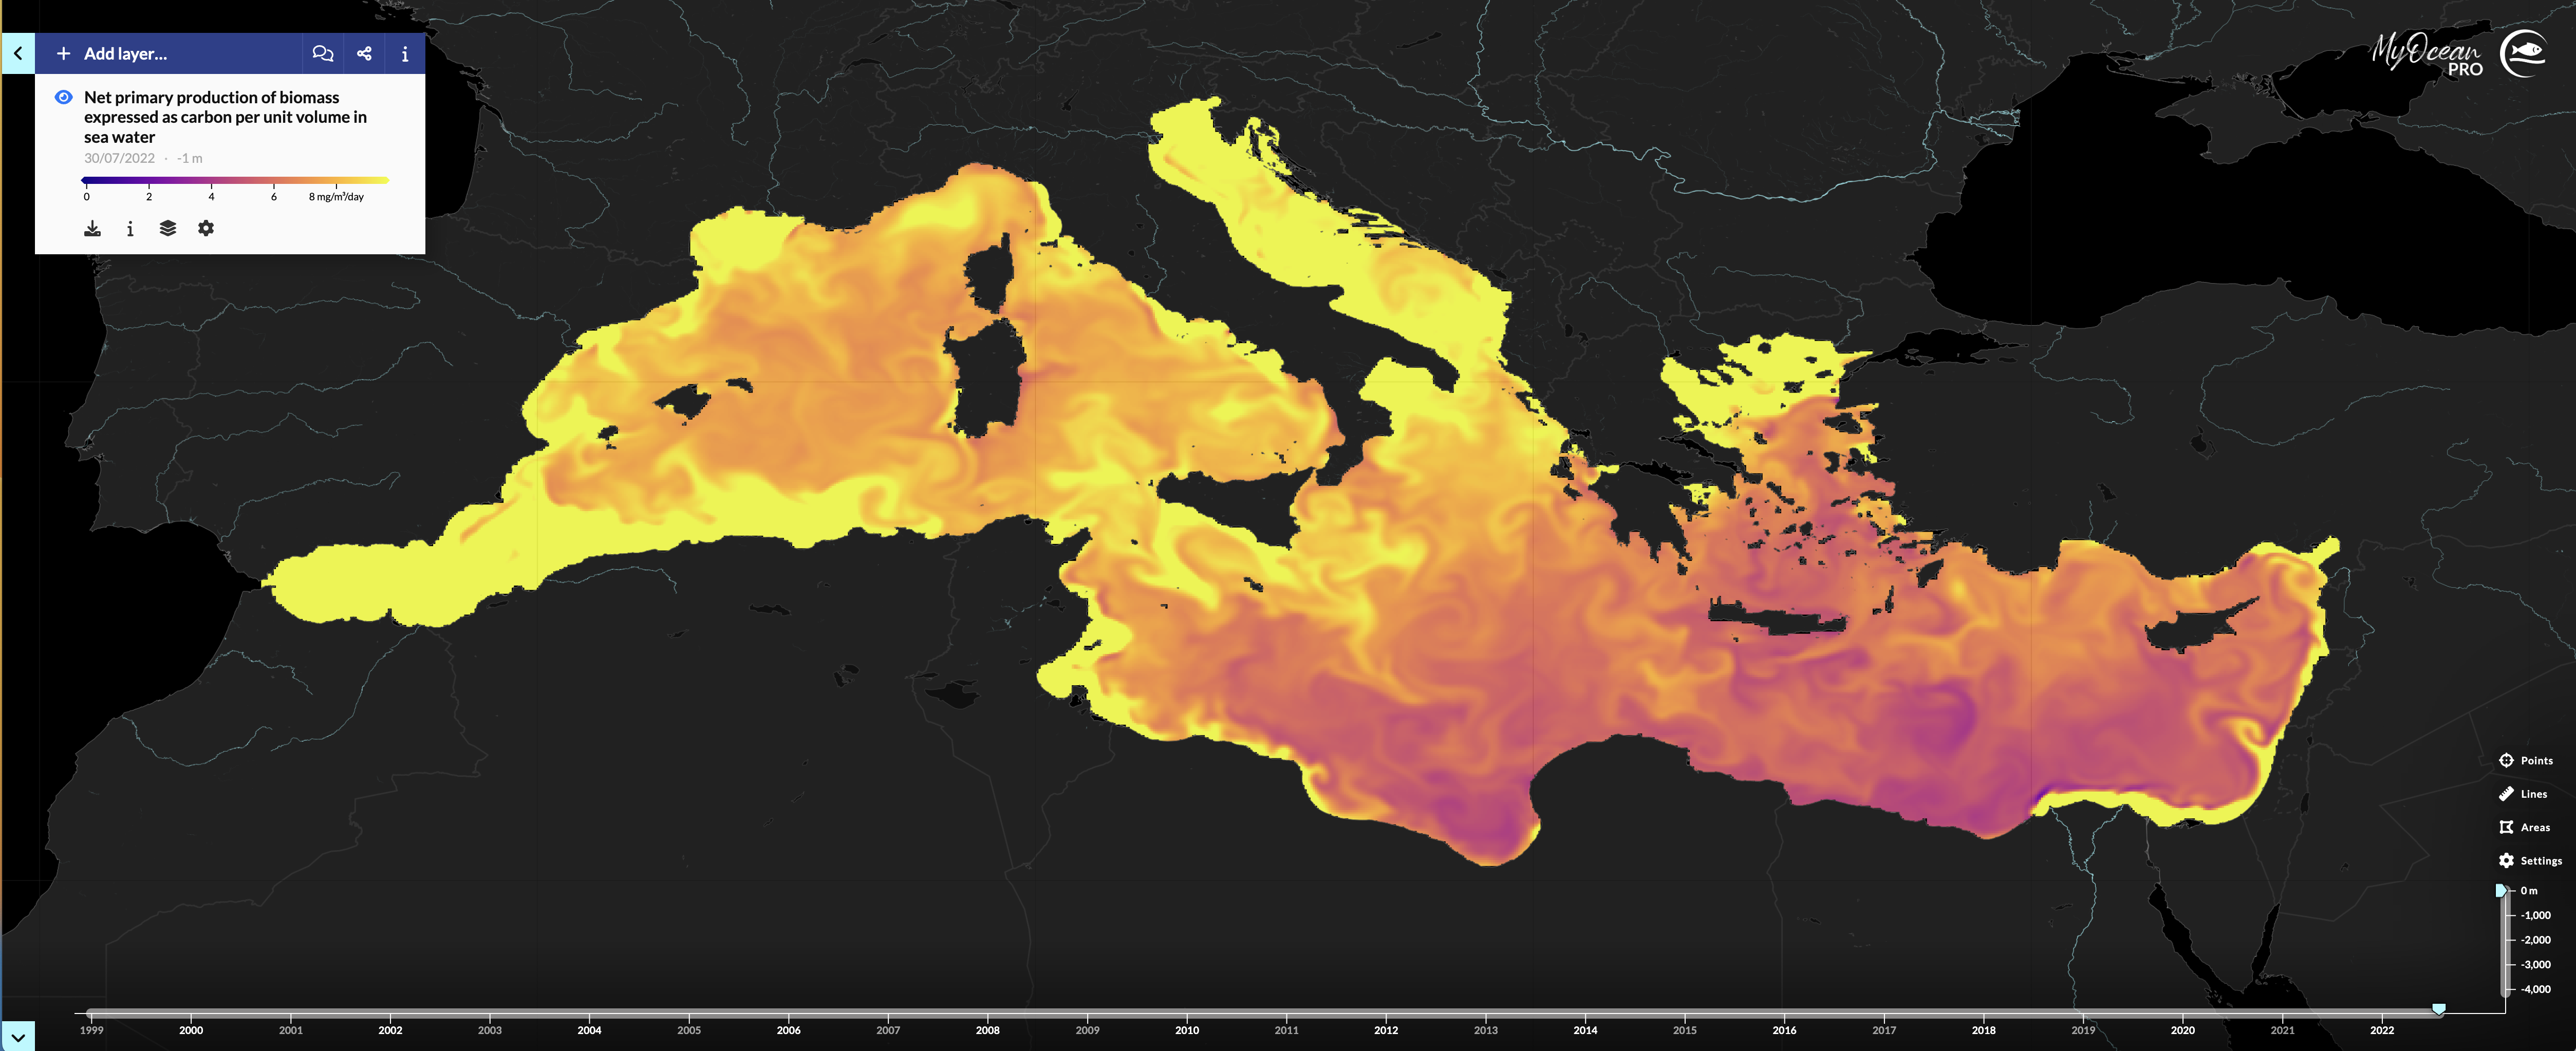 Add layer...
Net primary production of biomass
expressed as carbon per unit volume in
sea water
30/07/2022 · -1 m
0 2 4 6 8 mg/m³/day
MyOcean
PRO
Points
Lines
Areas
Settings
0 m
-1,000
-2,000
-3,000
-4,000
1999 2000 2001 2002 2003 2004 2005 2006 2007 2008 2009 2010 2011 2012 2013 2014 2015 2016 2017 2018 2019 2020 2021 2022